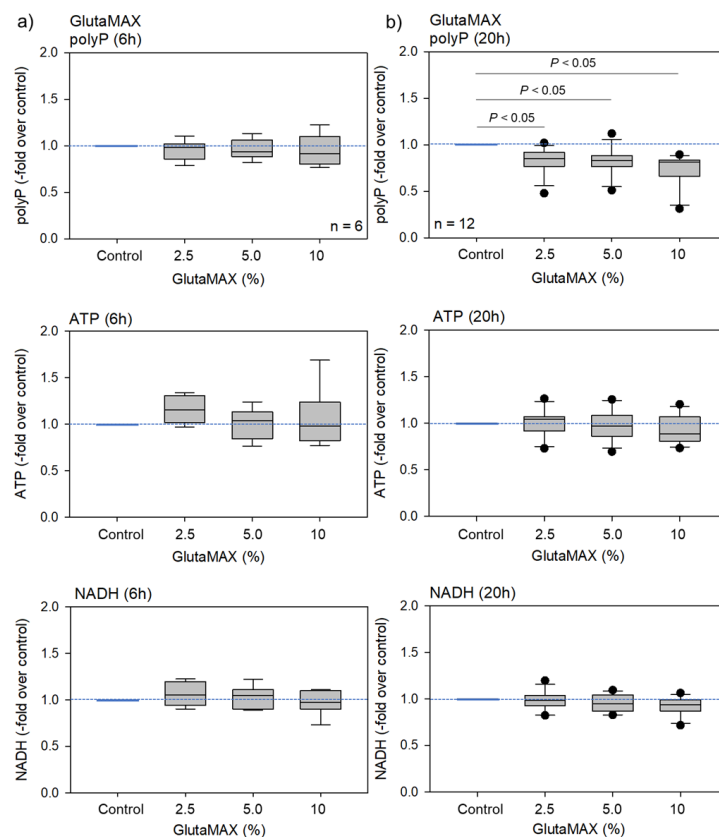 a)
GlutaMAX
polyP (6h)
polyP (-fold over control)
2.0
1.5
1.0
0.5
0.0
n = 6
Control 2.5 5.0 10
GlutaMAX (%)
b)
GlutaMAX
polyP (20h)
polyP (-fold over control)
2.0
1.5
1.0
0.5
0.0
P < 0.05
P < 0.05
P < 0.05
n = 12
Control 2.5 5.0 10
GlutaMAX (%)
ATP (6h)
ATP (-fold over control)
2.0
1.5
1.0
0.5
0.0
Control 2.5 5.0 10
GlutaMAX (%)
ATP (20h)
ATP (-fold over control)
2.0
1.5
1.0
0.5
0.0
Control 2.5 5.0 10
GlutaMAX (%)
NADH (6h)
NADH (-fold over control)
2.0
1.5
1.0
0.5
0.0
Control 2.5 5.0 10
GlutaMAX (%)
NADH (20h)
NADH (-fold over control)
2.0
1.5
1.0
0.5
0.0
Control 2.5 5.0 10
GlutaMAX (%)